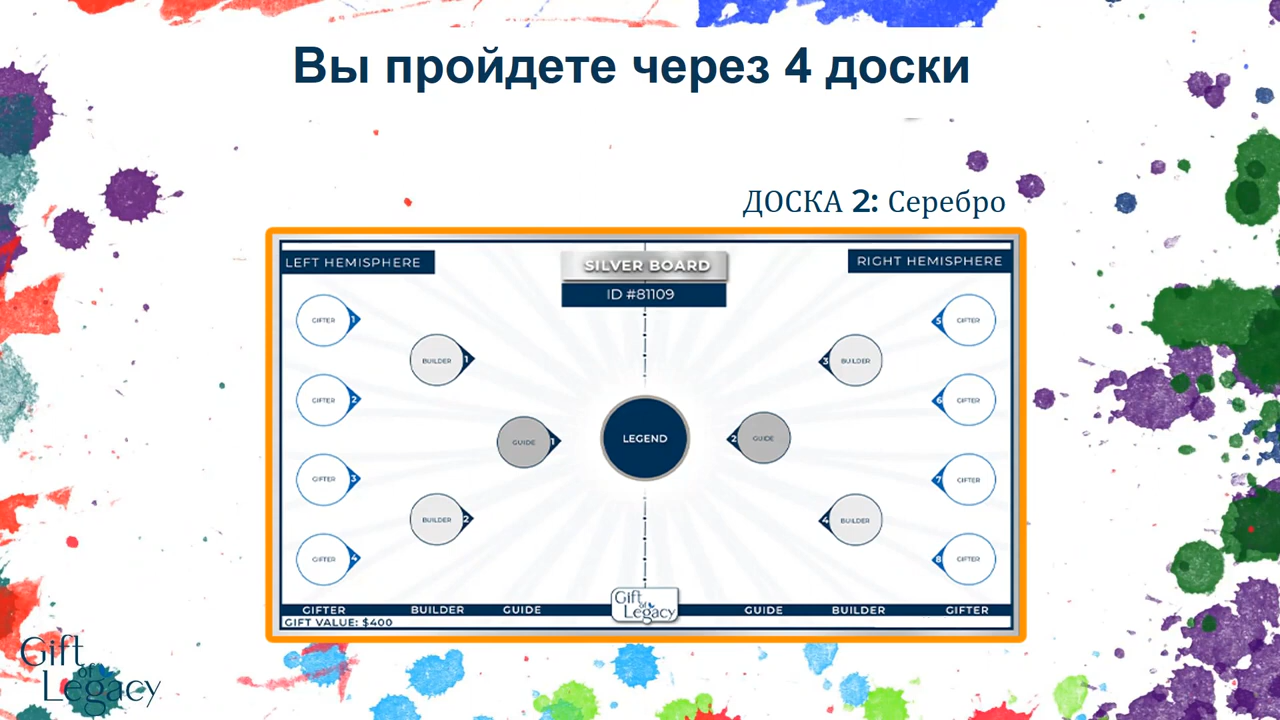 Вы пройдете через 4 доски
ДОСКА 2: Серебро
LEFT HEMISPHERE
SILVER BOARD
RIGHT HEMISPHERE
ID #81109
GIFTER 1
5 GIFTER
BUILDER 1
3 BUILDER
GIFTER 2
6 GIFTER
GUIDE 1
LEGEND
2 GUIDE
GIFTER 3
7 GIFTER
BUILDER 2
4 BUILDER
GIFTER 4
8 GIFTER
Gift of Legacy
GIFTER BUILDER GUIDE GUIDE BUILDER GIFTER
GIFT VALUE: $400
Gift
of
Legacy